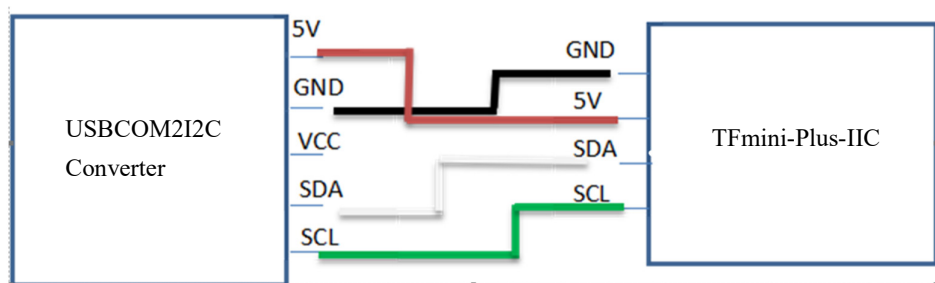 5V
GND
VCC
SDA
SCL
USBCOM2I2C
Converter
GND
5V
SDA
SCL
TFmini-Plus-IIC